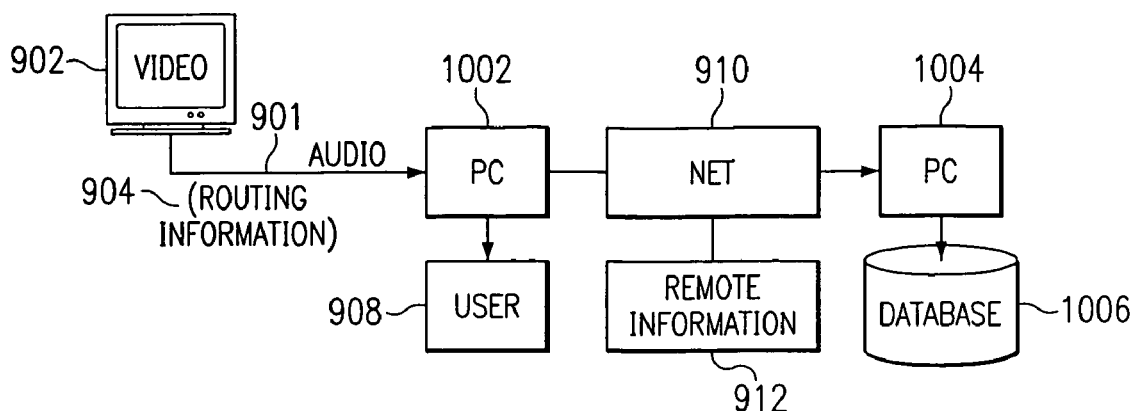 902
VIDEO
901
AUDIO
904
(ROUTING
INFORMATION)
1002
PC
910
NET
1004
PC
USER
908
REMOTE
INFORMATION
912
DATABASE
1006